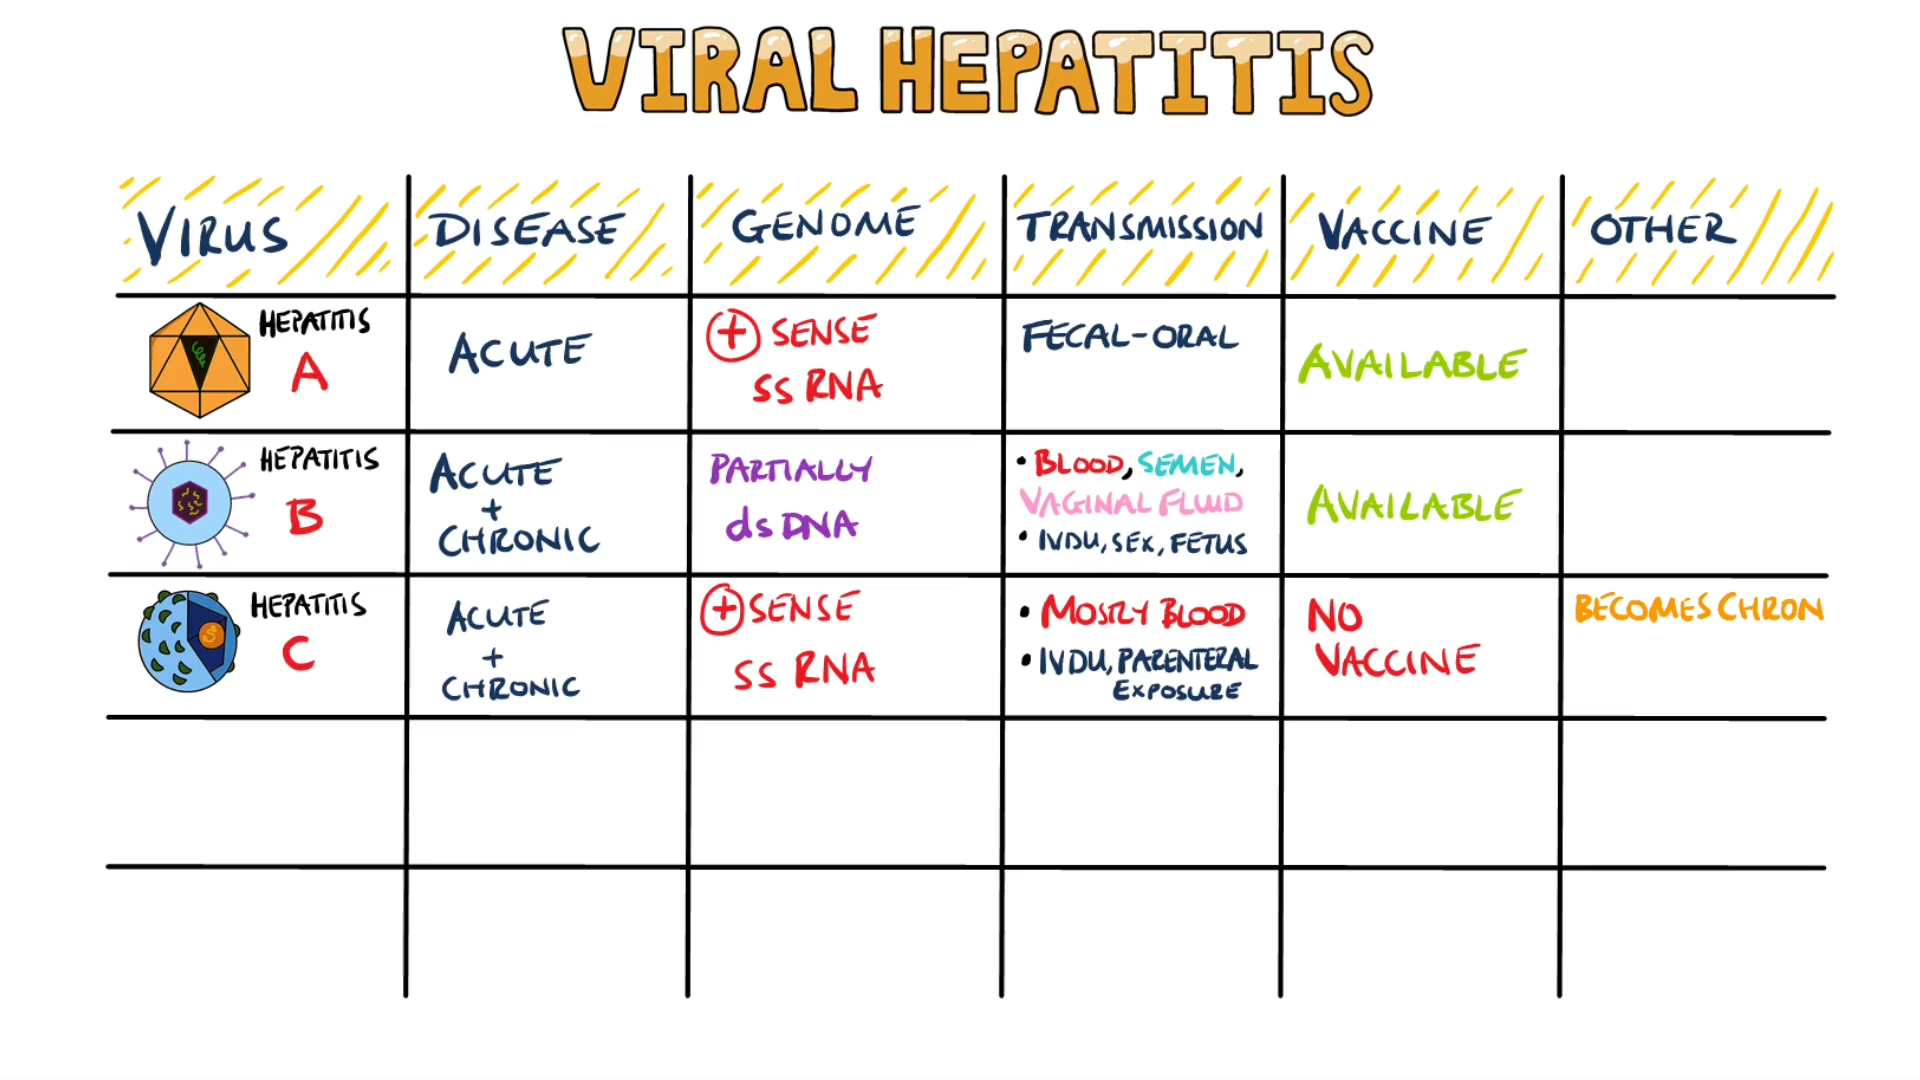 VIRAL HEPATITIS
VIRUS
DISEASE
GENOME
TRANSMISSION
VACCINE
OTHER
HEPATITIS
A
ACUTE
+ SENSE
ss RNA
FECAL-ORAL
AVAILABLE
HEPATITIS
B
ACUTE
+
CHRONIC
PARTIALLY
ds DNA
• BLOOD, SEMEN,
VAGINAL FLUID
• IVDU, SEX, FETUS
AVAILABLE
HEPATITIS
C
ACUTE
+
CHRONIC
+ SENSE
ss RNA
• MOSTLY BLOOD
• IVDU, PARENTERAL
EXPOSURE
NO
VACCINE
BECOMES CHRON